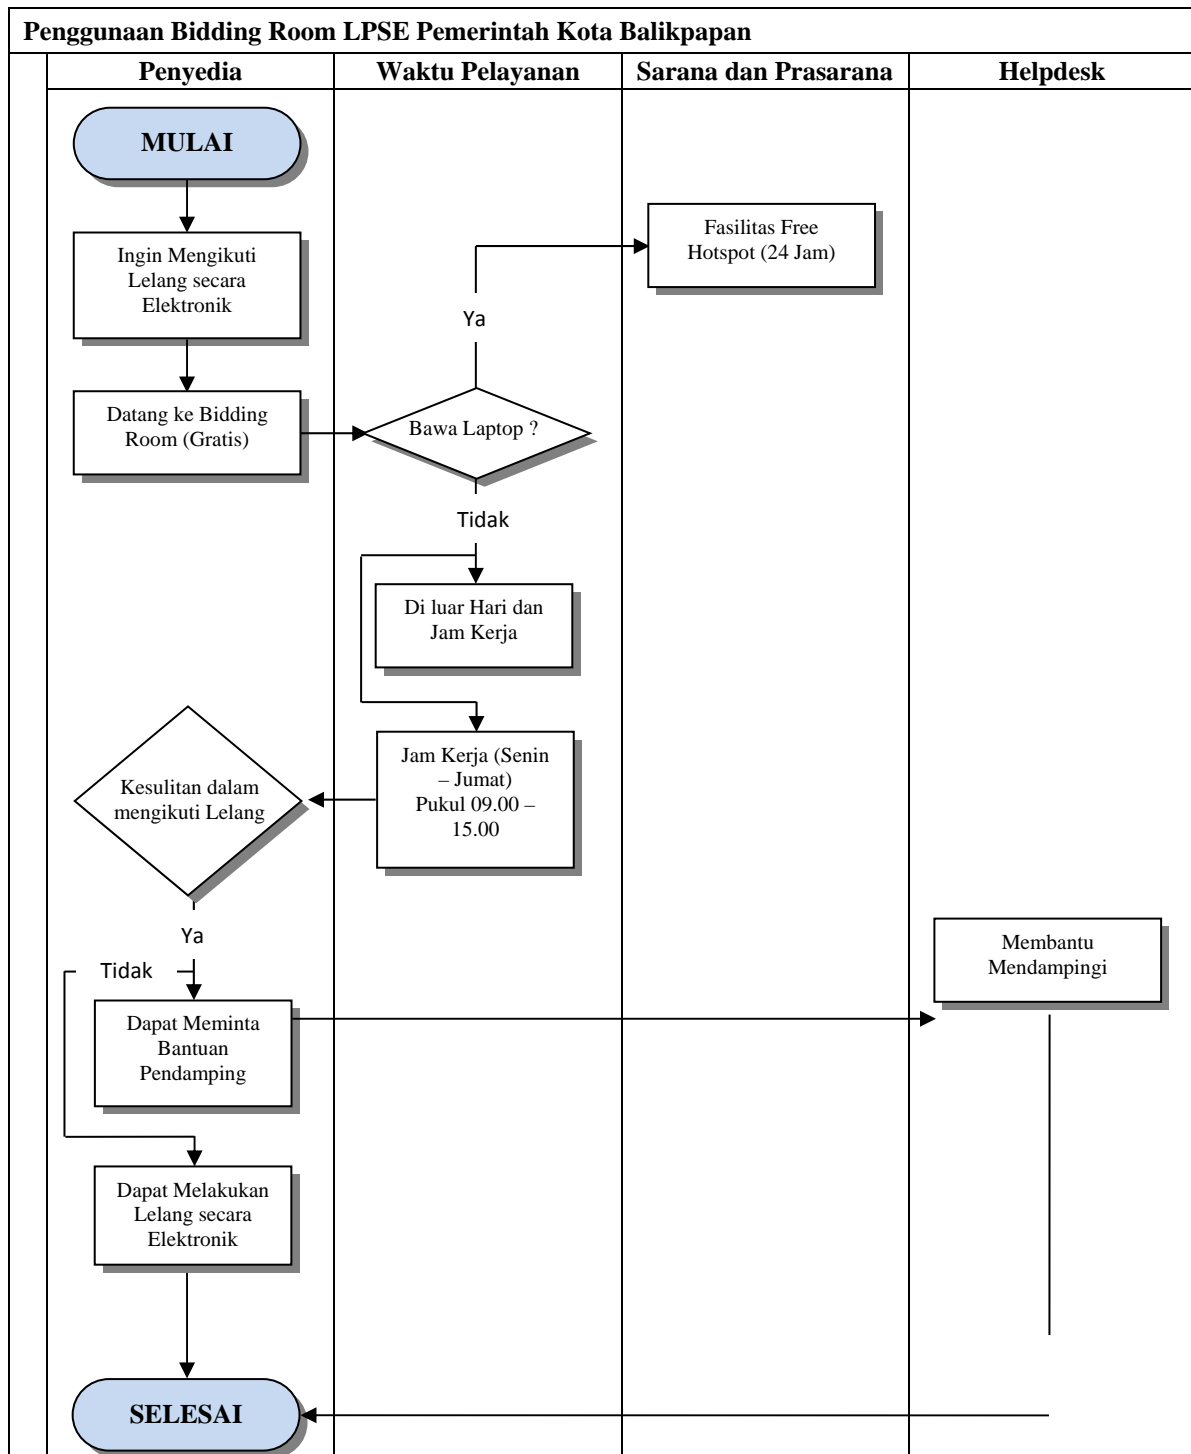 Penggunaan Bidding Room LPSE Pemerintah Kota Balikpapan
Penyedia
Waktu Pelayanan
Sarana dan Prasarana
Helpdesk
MULAI
Fasilitas Free
Hotspot (24 Jam)
Ingin Mengikuti
Lelang secara
Elektronik
Ya
Datang ke Bidding
Room (Gratis)
Bawa Laptop ?
Tidak
Di luar Hari dan
Jam Kerja
Jam Kerja (Senin
– Jumat)
Pukul 09.00 –
15.00
Kesulitan dalam
mengikuti Lelang
Ya
Tidak
Membantu
Mendampingi
Dapat Meminta
Bantuan
Pendamping
Dapat Melakukan
Lelang secara
Elektronik
SELESAI